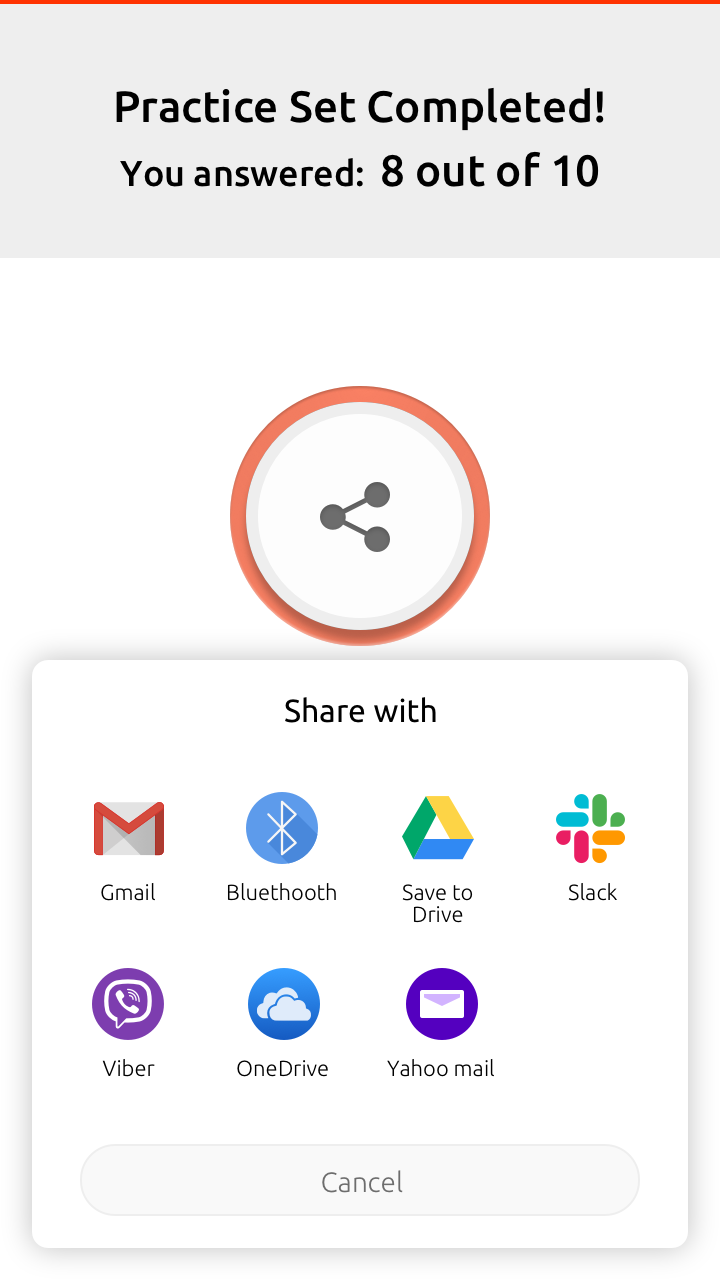 Practice Set Completed!
You answered: 8 out of 10
Share with
Gmail
Bluethooth
Save to
Drive
Slack
Viber
OneDrive
Yahoo mail
Cancel